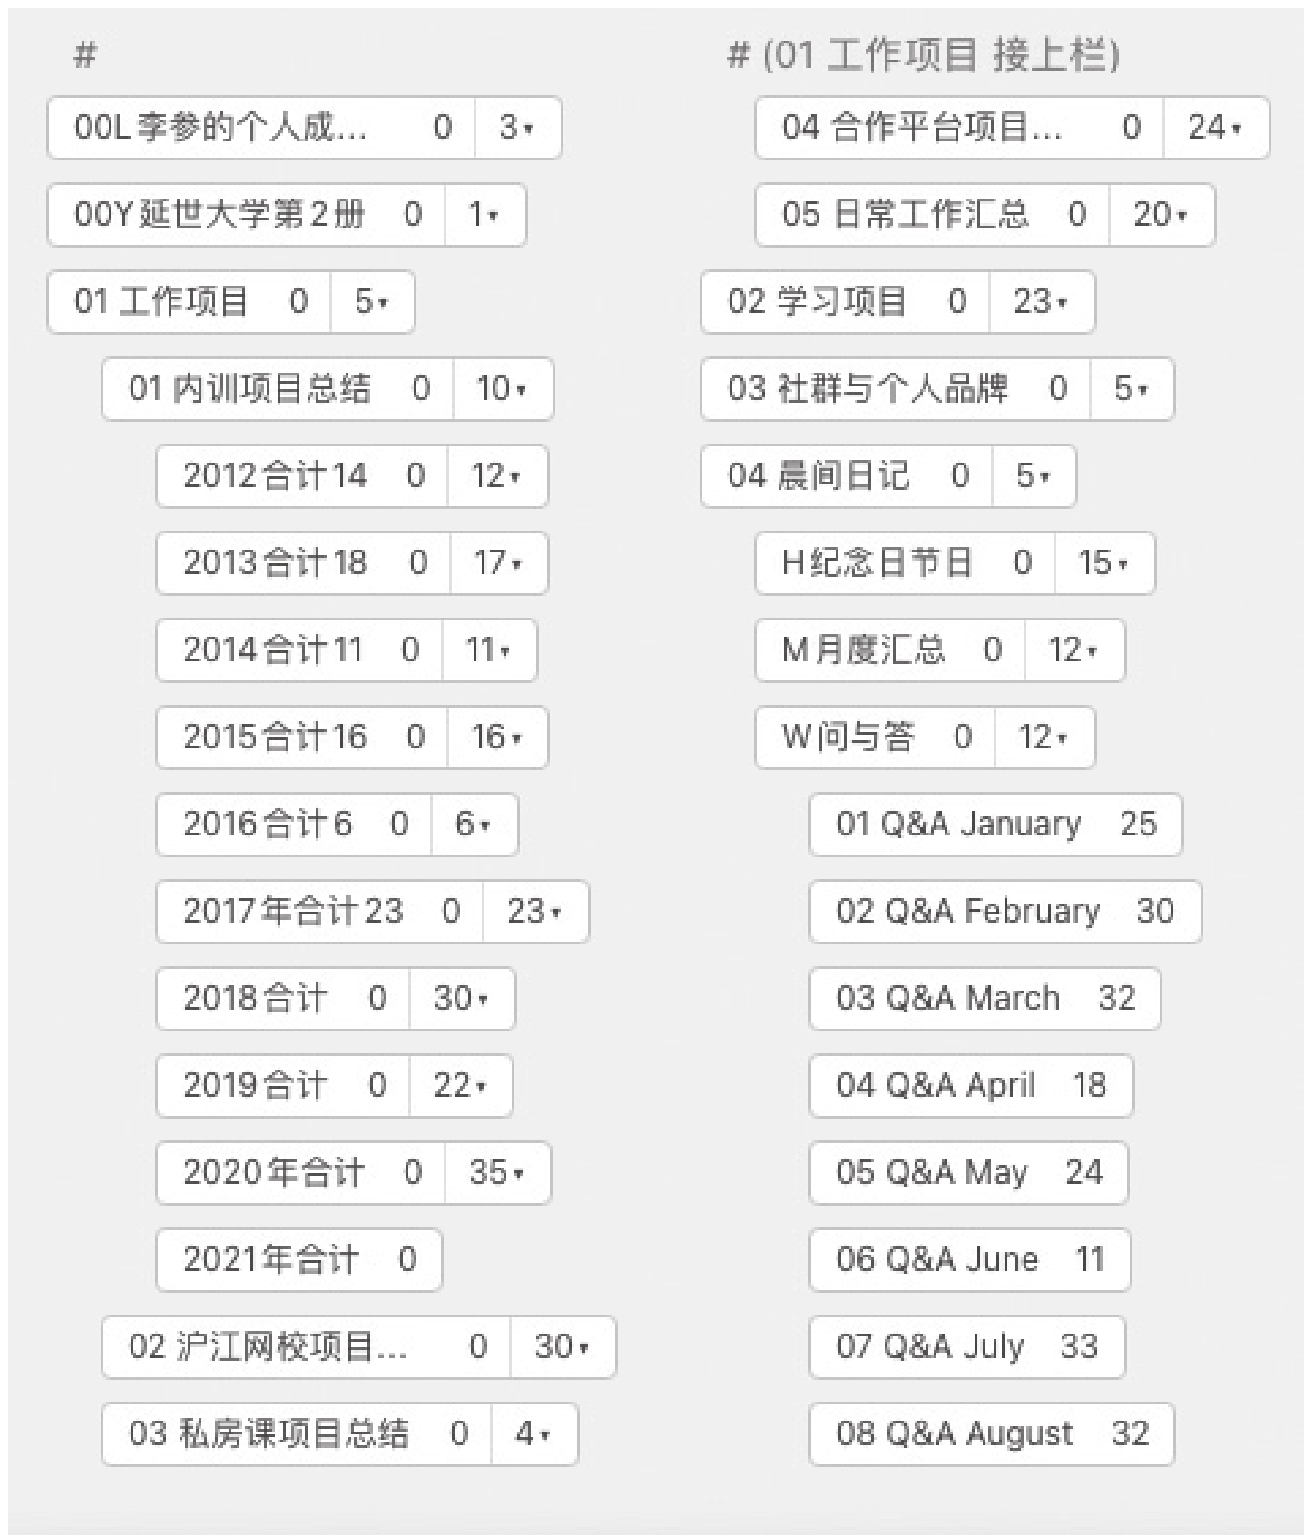 #
00L李参的个人成... 0 3▾
00Y延世大学第2册 0 1▾
01 工作项目 0 5▾
01 内训项目总结 0 10▾
2012合计14 0 12▾
2013合计18 0 17▾
2014合计11 0 11▾
2015合计16 0 16▾
2016合计6 0 6▾
2017年合计23 0 23▾
2018合计 0 30▾
2019合计 0 22▾
2020年合计 0 35▾
2021年合计 0
02 沪江网校项目... 0 30▾
03 私房课项目总结 0 4▾
# (01 工作项目 接上栏)
04 合作平台项目... 0 24▾
05 日常工作汇总 0 20▾
02 学习项目 0 23▾
03 社群与个人品牌 0 5▾
04 晨间日记 0 5▾
H纪念日节日 0 15▾
M月度汇总 0 12▾
W问与答 0 12▾
01 Q&A January 25
02 Q&A February 30
03 Q&A March 32
04 Q&A April 18
05 Q&A May 24
06 Q&A June 11
07 Q&A July 33
08 Q&A August 32